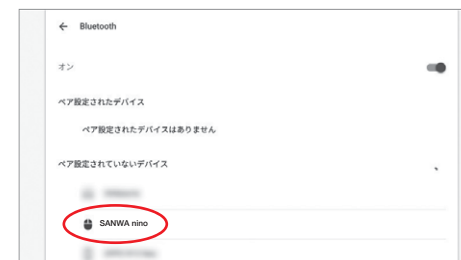 Bluetooth
オン
ペア設定されたデバイス
ペア設定されたデバイスはありません
ペア設定されていないデバイス
SANWA nino